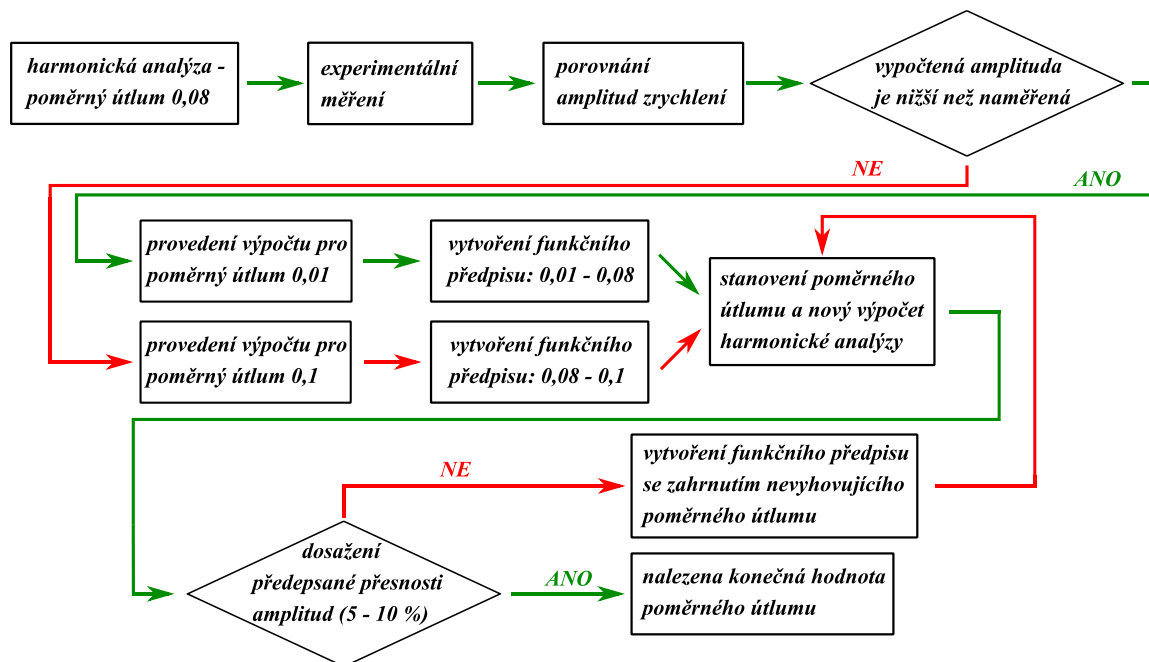 harmonická analýza -
poměrný útlum 0,08
experimentální
měření
porovnání
amplitud zrychlení
vypočtená amplituda
je nižší než naměřená
NE
ANO
provedení výpočtu pro
poměrný útlum 0,01
vytvoření funkčního
předpisu: 0,01 - 0,08
stanovení poměrného
útlumu a nový výpočet
harmonické analýzy
provedení výpočtu pro
poměrný útlum 0,1
vytvoření funkčního
předpisu: 0,08 - 0,1
NE
vytvoření funkčního předpisu
se zahrnutím nevyhovujícího
poměrného útlumu
dosažení
předepsané přesnosti
amplitud (5 - 10 %)
ANO
nalezena konečná hodnota
poměrného útlumu